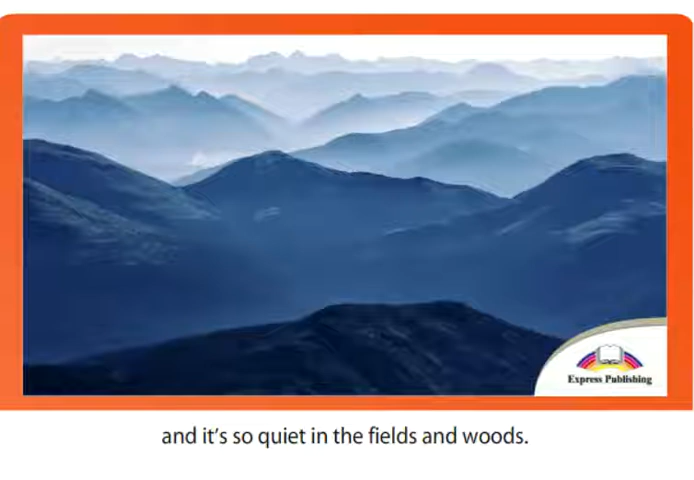 Express Publishing
and it's so quiet in the fields and woods.